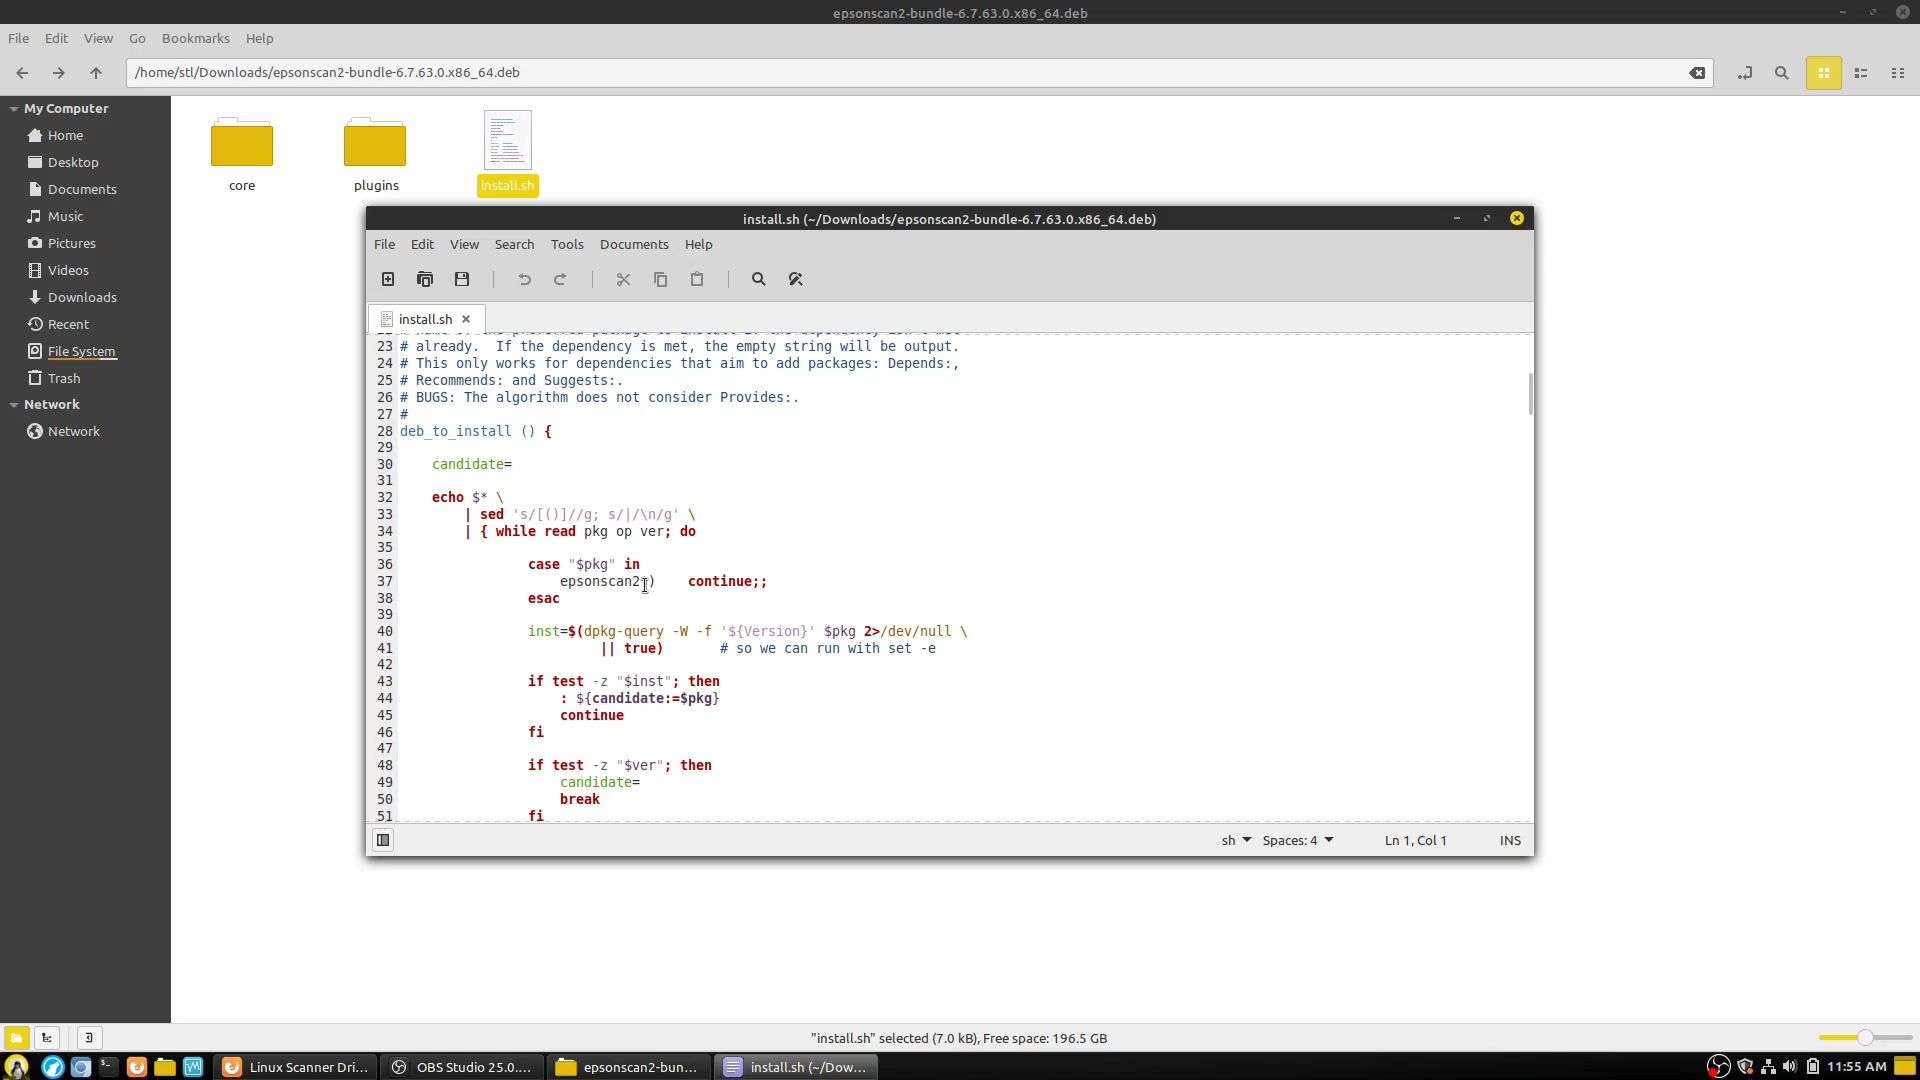 epsonscan2-bundle-6.7.63.0.x86_64.deb
File Edit View Go Bookmarks Help
/home/stl/Downloads/epsonscan2-bundle-6.7.63.0.x86_64.deb
My Computer
Home
Desktop
Documents
Music
Pictures
Videos
Downloads
Recent
File System
Trash
Network
Network
core
plugins
install.sh
install.sh (~/Downloads/epsonscan2-bundle-6.7.63.0.x86_64.deb)
File Edit View Search Tools Documents Help
install.sh
23 # already.  If the dependency is met, the empty string will be output.
24 # This only works for dependencies that aim to add packages: Depends:,
25 # Recommends: and Suggests:.
26 # BUGS: The algorithm does not consider Provides:.
27 #
28 deb_to_install () {
29
30     candidate=
31
32     echo $* \
33         | sed 's/[()]//g; s/|/\n/g' \
34         | { while read pkg op ver; do
35
36                 case "$pkg" in
37                     epsonscan2*)    continue;;
38                 esac
39
40                 inst=$(dpkg-query -W -f '${Version}' $pkg 2>/dev/null \
41                          || true)       # so we can run with set -e
42
43                 if test -z "$inst"; then
44                     : ${candidate:=$pkg}
45                     continue
46                 fi
47
48                 if test -z "$ver"; then
49                     candidate=
50                     break
51                 fi
sh Spaces: 4 Ln 1, Col 1 INS
"install.sh" selected (7.0 kB), Free space: 196.5 GB
Linux Scanner Dri...
OBS Studio 25.0....
epsonscan2-bun...
install.sh (~/Dow...
11:55 AM